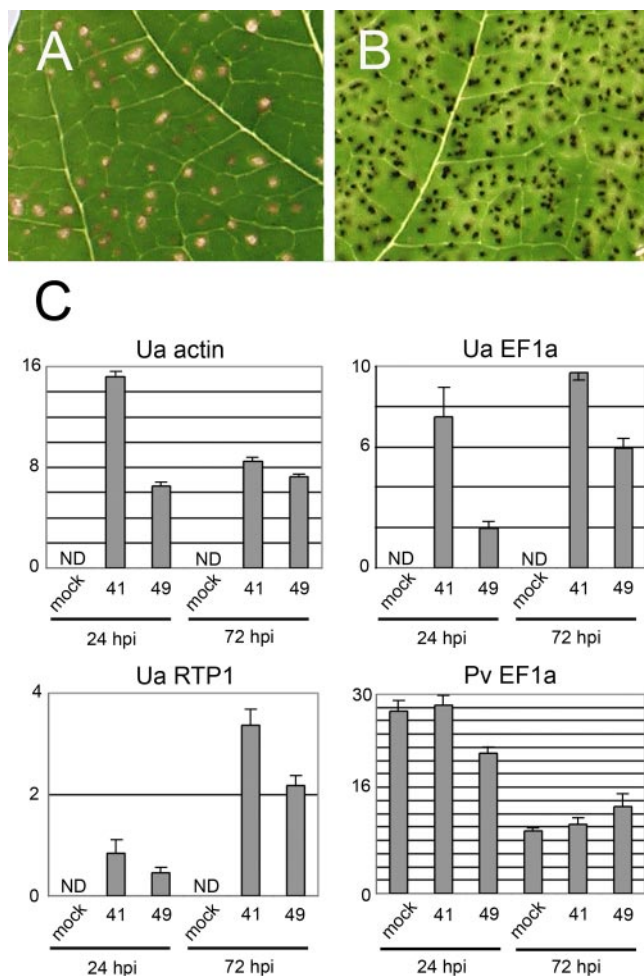 A B
C
Ua actin
16
8
0
ND ND
mock 41 49 mock 41 49
24 hpi 72 hpi
Ua EF1a
10
6
0
ND ND
mock 41 49 mock 41 49
24 hpi 72 hpi
Ua RTP1
4
2
0
ND ND
mock 41 49 mock 41 49
24 hpi 72 hpi
Pv EF1a
30
16
0
mock 41 49 mock 41 49
24 hpi 72 hpi